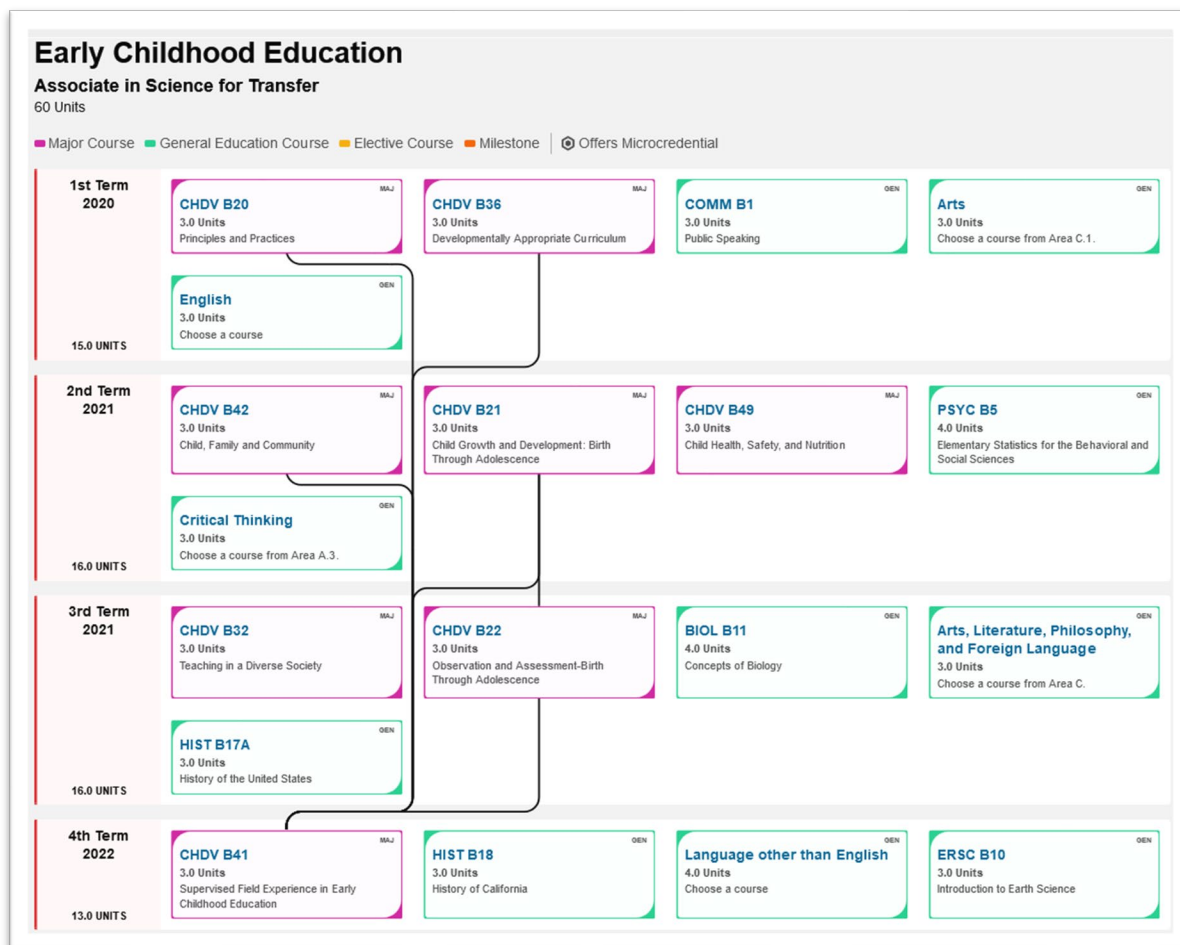 Early Childhood Education
Associate in Science for Transfer
60 Units
Major Course General Education Course Elective Course Milestone Offers Microcredential
1st Term
2020
15.0 UNITS
MAJ
CHDV B20
3.0 Units
Principles and Practices
MAJ
CHDV B36
3.0 Units
Developmentally Appropriate Curriculum
GEN
COMM B1
3.0 Units
Public Speaking
GEN
Arts
3.0 Units
Choose a course from Area C.1.
GEN
English
3.0 Units
Choose a course
2nd Term
2021
16.0 UNITS
MAJ
CHDV B42
3.0 Units
Child, Family and Community
MAJ
CHDV B21
3.0 Units
Child Growth and Development: Birth
Through Adolescence
MAJ
CHDV B49
3.0 Units
Child Health, Safety, and Nutrition
GEN
PSYC B5
4.0 Units
Elementary Statistics for the Behavioral and
Social Sciences
GEN
Critical Thinking
3.0 Units
Choose a course from Area A.3.
3rd Term
2021
16.0 UNITS
MAJ
CHDV B32
3.0 Units
Teaching in a Diverse Society
MAJ
CHDV B22
3.0 Units
Observation and Assessment-Birth
Through Adolescence
GEN
BIOL B11
4.0 Units
Concepts of Biology
GEN
Arts, Literature, Philosophy,
and Foreign Language
3.0 Units
Choose a course from Area C.
GEN
HIST B17A
3.0 Units
History of the United States
4th Term
2022
13.0 UNITS
MAJ
CHDV B41
3.0 Units
Supervised Field Experience in Early
Childhood Education
GEN
HIST B18
3.0 Units
History of California
GEN
Language other than English
4.0 Units
Choose a course
GEN
ERSC B10
3.0 Units
Introduction to Earth Science